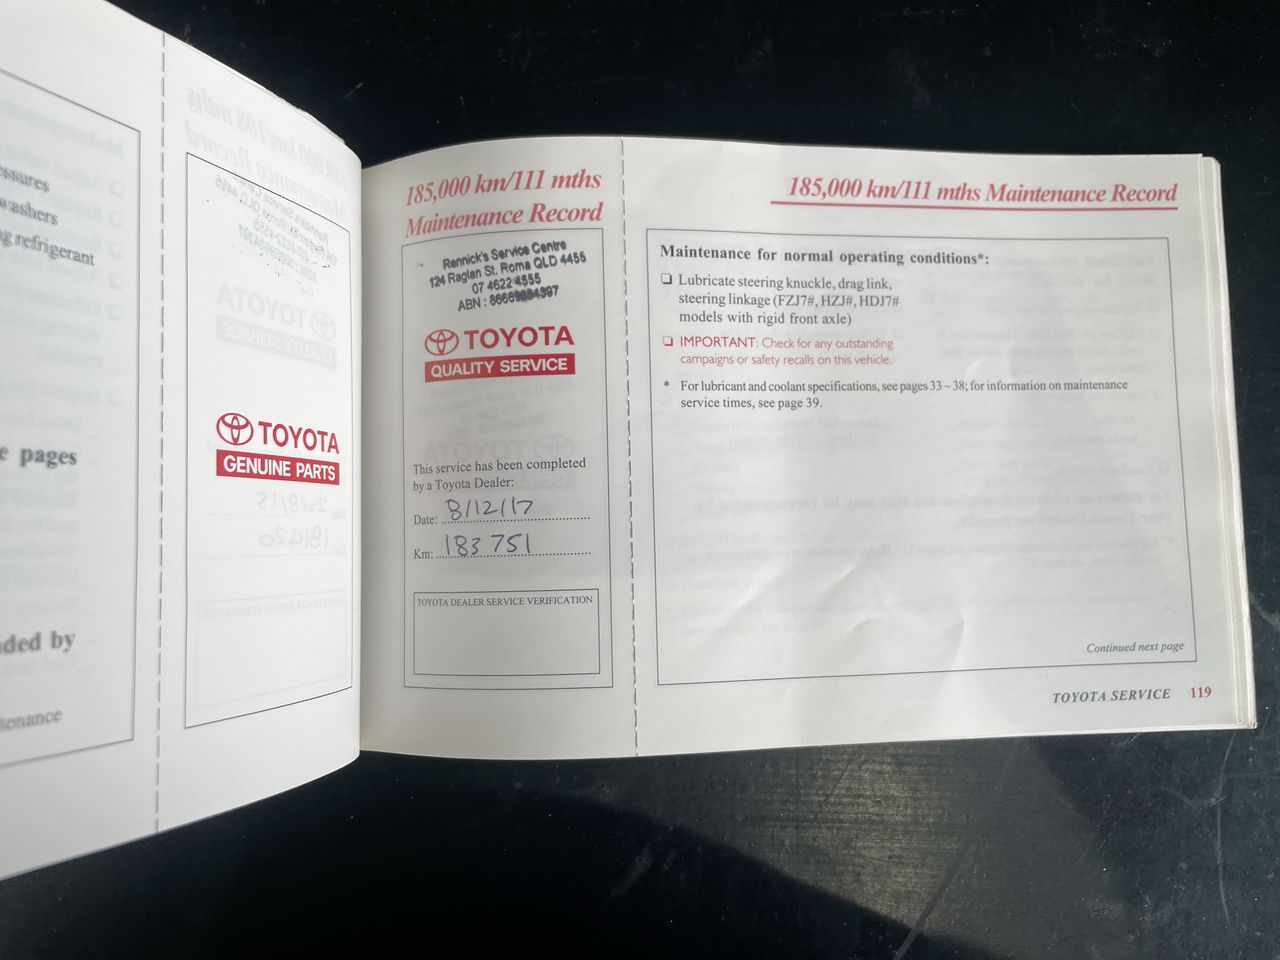 ssures
washers
ng refrigerant
e pages
ded by
tenance
TOYOTA
GENUINE PARTS
185,000 km/111 mths
Maintenance Record
Rennick's Service Centre
124 Raglan St. Roma QLD 4455
07 4622 4555
ABN :
TOYOTA
QUALITY SERVICE
This service has been completed
by a Toyota Dealer:
Date: 8/12/17
Km: 183 751
TOYOTA DEALER SERVICE VERIFICATION
185,000 km/111 mths Maintenance Record
Maintenance for normal operating conditions*:
❏ Lubricate steering knuckle, drag link,
steering linkage (FZJ7#, HZJ#, HDJ7#
models with rigid front axle)
❏ IMPORTANT: Check for any outstanding
campaigns or safety recalls on this vehicle.
* For lubricant and coolant specifications, see pages 33~38; for information on maintenance
service times, see page 39.
Continued next page
TOYOTA SERVICE 119